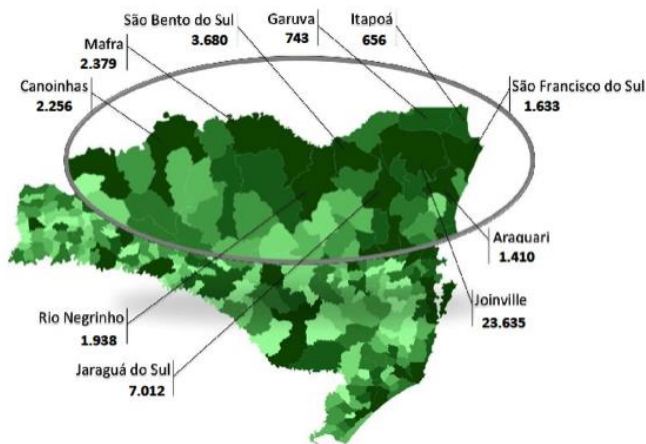 São Bento do Sul
3.680
Garuva
743
Itapoá
656
Mafra
2.379
Canoinhas
2.256
São Francisco do Sul
1.633
Araquari
1.410
Joinville
23.635
Rio Negrinho
1.938
Jaraguá do Sul
7.012